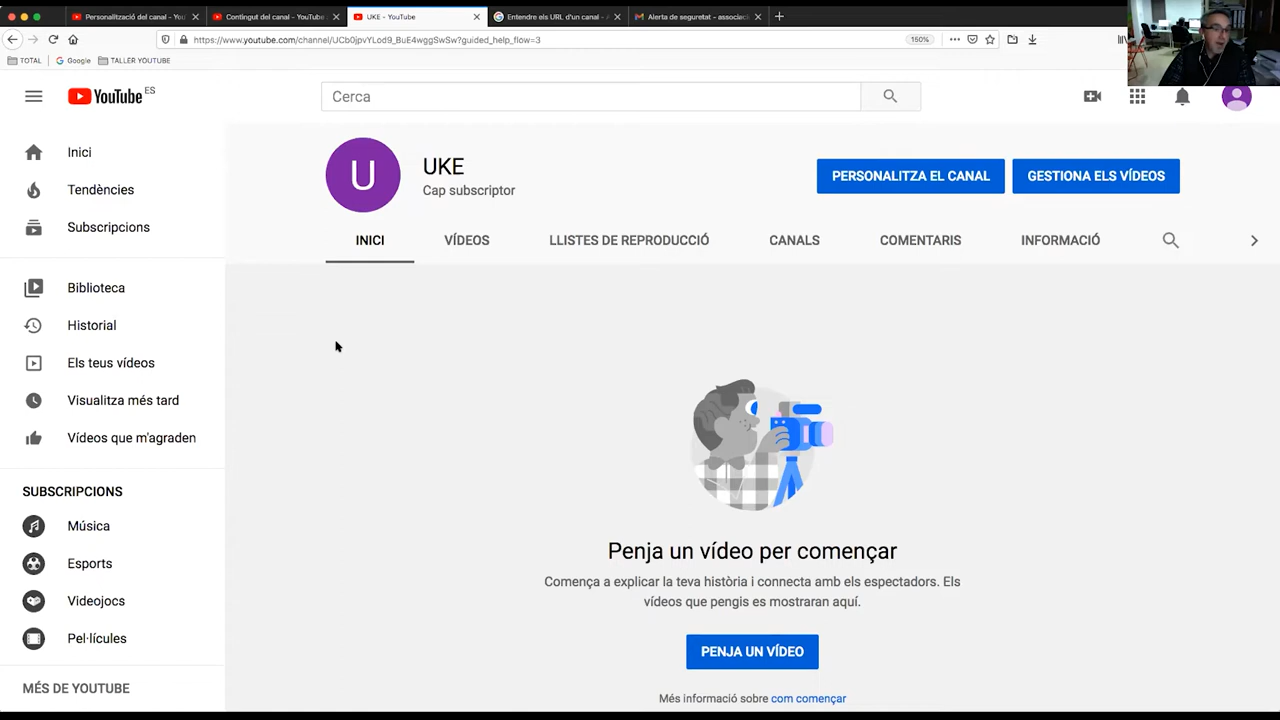 Personalització del canal - You
Contingut del canal - YouTube
UKE - YouTube
Entendre els URL d'un canal - A
Alerta de seguretat - associaci
https://www.youtube.com/channel/UCb0jpvYLod9_BuE4wggSwSw?guided_help_flow=3
150%
TOTAL
Google
TALLER YOUTUBE
YouTube ES
Cerca
Inici
Tendències
Subscripcions
Biblioteca
Historial
Els teus vídeos
Visualitza més tard
Vídeos que m'agraden
SUBSCRIPCIONS
Música
Esports
Videojocs
Pel·lícules
MÉS DE YOUTUBE
U
UKE
Cap subscriptor
PERSONALITZA EL CANAL
GESTIONA ELS VÍDEOS
INICI
VÍDEOS
LLISTES DE REPRODUCCIÓ
CANALS
COMENTARIS
INFORMACIÓ
Penja un vídeo per començar
Comença a explicar la teva història i connecta amb els espectadors. Els
vídeos que pengis es mostraran aquí.
PENJA UN VÍDEO
Més informació sobre com començar